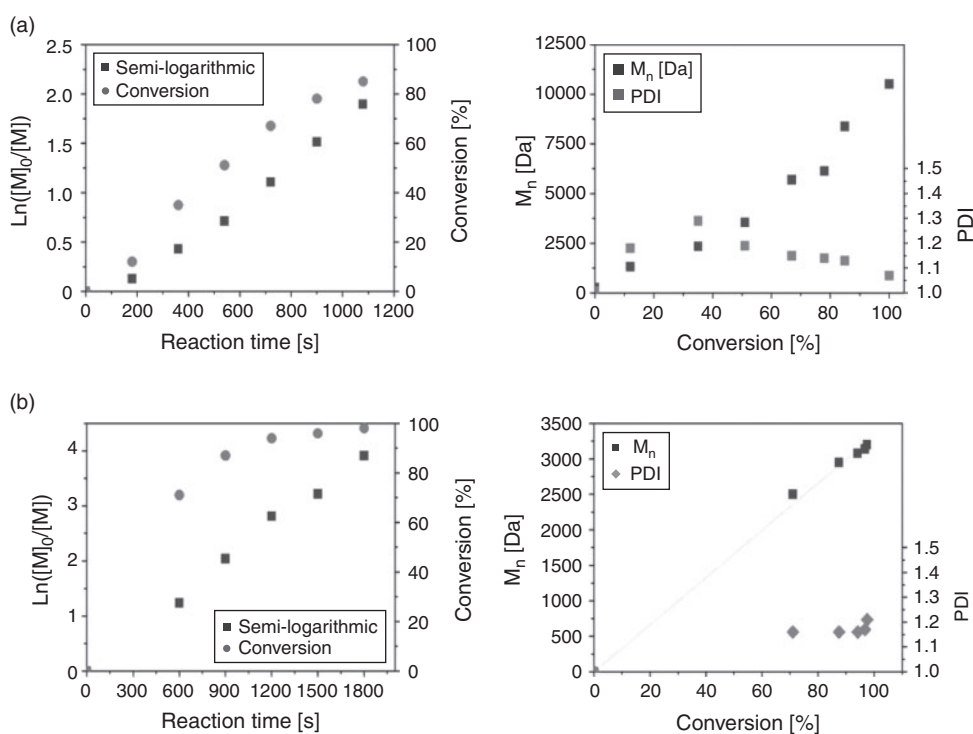 (a)
2.5
2.0
1.5
1.0
0.5
0
Ln([M]₀/[M])
Semi-logarithmic
Conversion
100
80
60
40
20
0
Conversion [%]
0 200 400 600 800 1000 1200
Reaction time [s]
12500
10000
7500
5000
2500
0
Mₙ [Da]
Mₙ [Da]
PDI
1.5
1.4
1.3
1.2
1.1
1.0
PDI
0 20 40 60 80 100
Conversion [%]
(b)
4
3
2
1
0
Ln([M]₀/[M])
Semi-logarithmic
Conversion
100
80
60
40
20
0
Conversion [%]
0 300 600 900 1200 1500 1800
Reaction time [s]
3500
3000
2500
2000
1500
1000
500
0
Mₙ [Da]
Mₙ
PDI
1.5
1.4
1.3
1.2
1.1
1.0
PDI
0 20 40 60 80 100
Conversion [%]